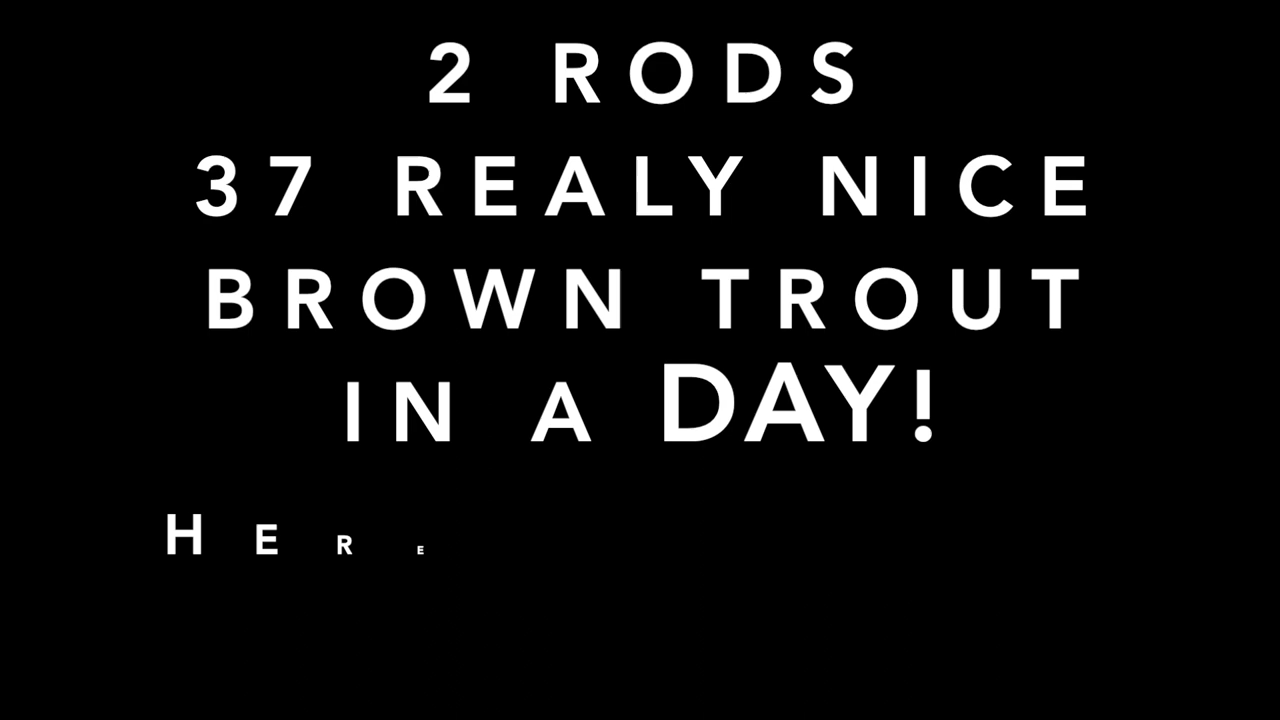 2 RODS
37 REALY NICE
BROWN TROUT
IN A DAY!
HERE